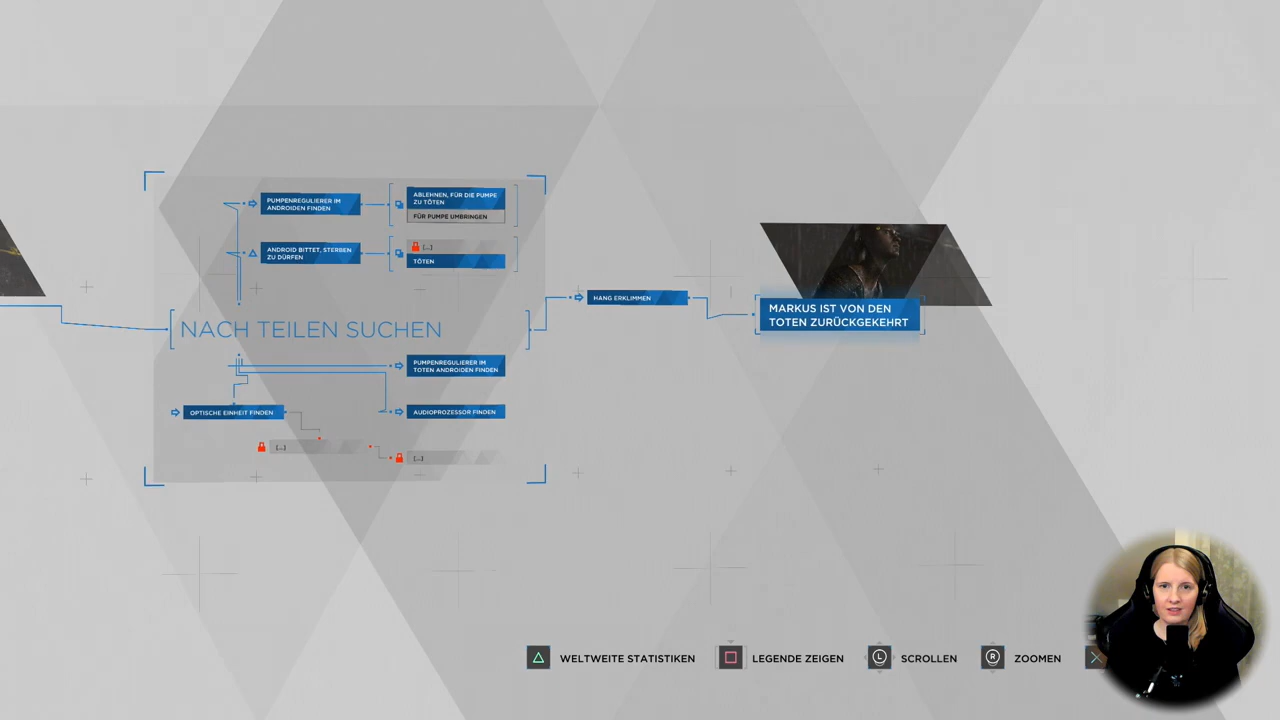 PUMPENREGULIERER IM
ANDROIDEN FINDEN
ABLEHNEN, FÜR DIE PUMPE
ZU TÖTEN
FÜR PUMPE UMBRINGEN
ANDROID BITTET, STERBEN
ZU DÜRFEN
[...]
TÖTEN
HANG ERKLIMMEN
MARKUS IST VON DEN
TOTEN ZURÜCKGEKEHRT
NACH TEILEN SUCHEN
PUMPENREGULIERER IM
TOTEN ANDROIDEN FINDEN
OPTISCHE EINHEIT FINDEN
AUDIOPROZESSOR FINDEN
[...]
[...]
WELTWEITE STATISTIKEN
LEGENDE ZEIGEN
L
SCROLLEN
R
ZOOMEN